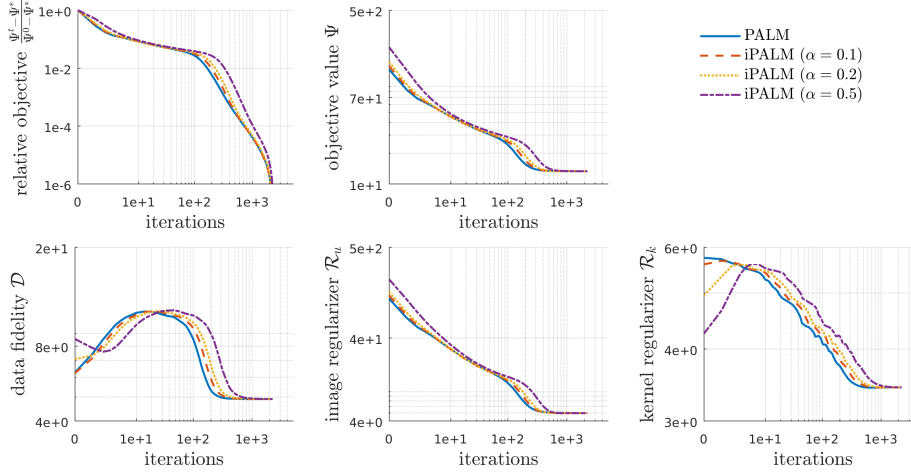 1e+0
1e-2
1e-4
1e-6
0
1e+1
1e+2
1e+3
iterations
relative objective (Ψᵗ−Ψ*)/(Ψ⁰−Ψ*)
5e+2
7e+1
1e+1
0
1e+1
1e+2
1e+3
iterations
objective value Ψ
PALM
iPALM (α = 0.1)
iPALM (α = 0.2)
iPALM (α = 0.5)
2e+1
8e+0
4e+0
0
1e+1
1e+2
1e+3
iterations
data fidelity 𝒟
5e+2
4e+1
4e+0
0
1e+1
1e+2
1e+3
iterations
image regularizer ℛᵤ
6e+0
4e+0
3e+0
0
1e+1
1e+2
1e+3
iterations
kernel regularizer ℛₖ